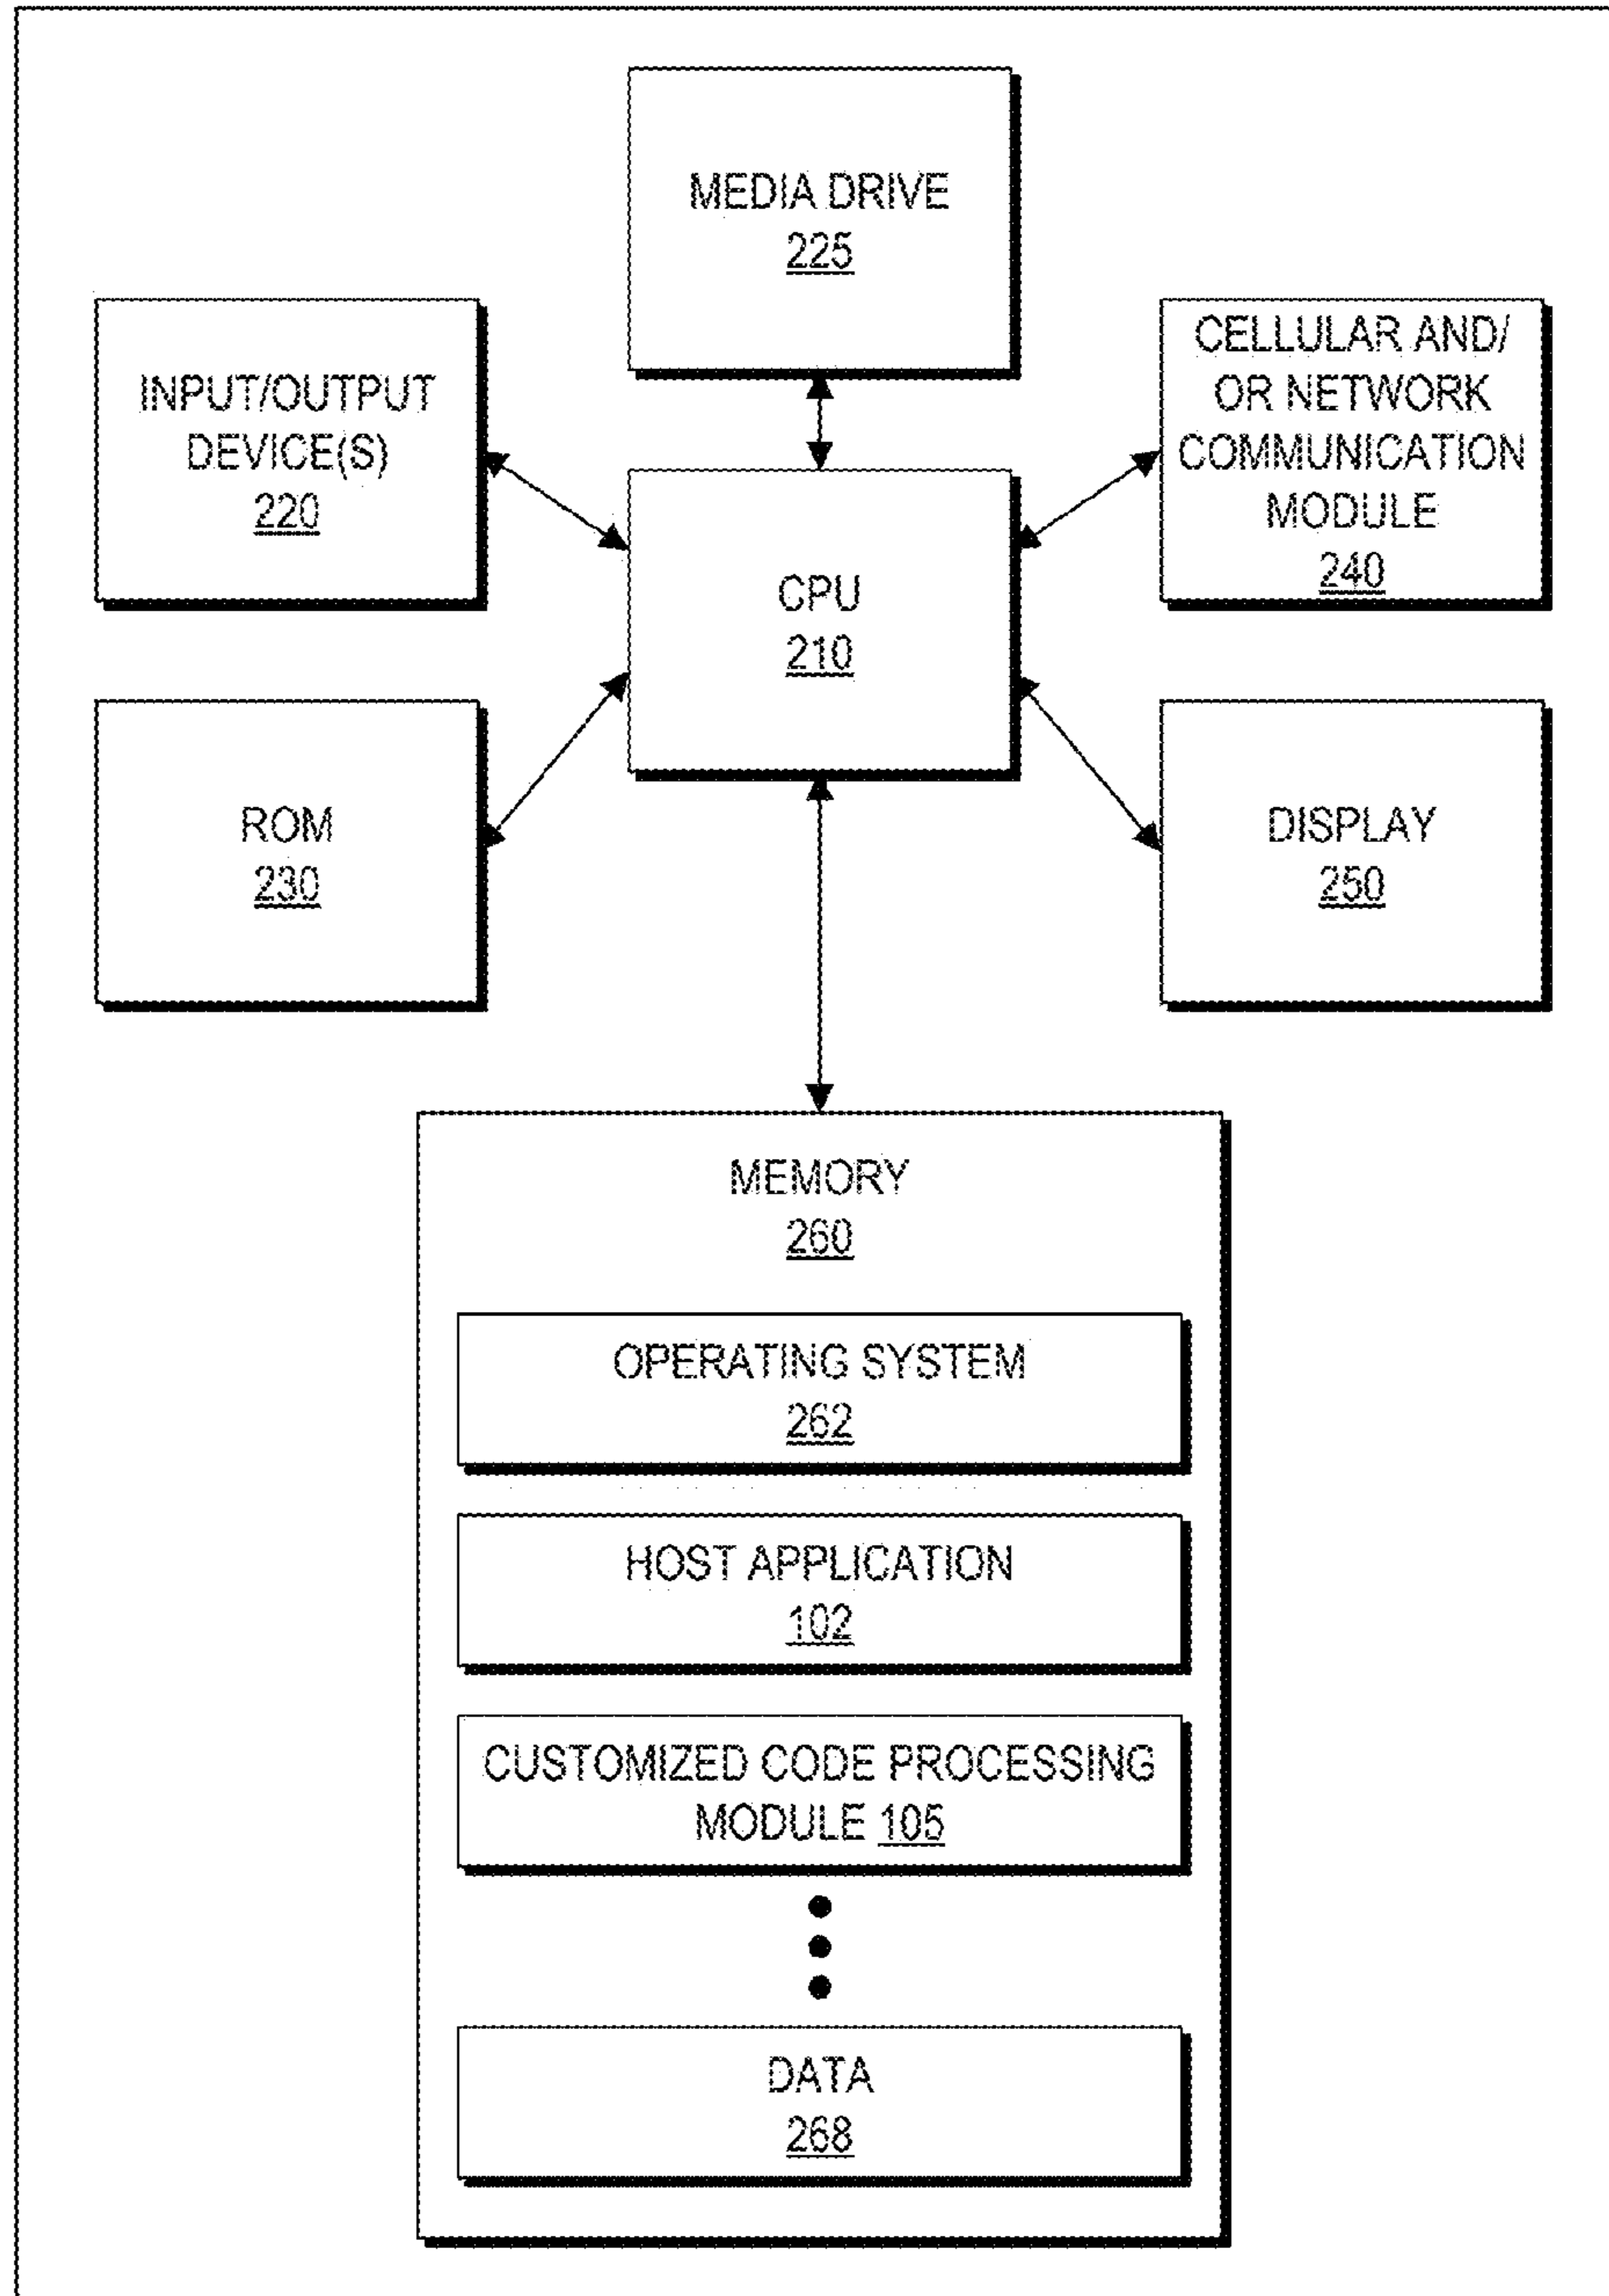 MEDIA DRIVE
225
INPUT/OUTPUT
DEVICE(S)
220
CELLULAR AND/
OR NETWORK
COMMUNICATION
MODULE
240
CPU
210
ROM
230
DISPLAY
250
MEMORY
260
OPERATING SYSTEM
262
HOST APPLICATION
102
CUSTOMIZED CODE PROCESSING
MODULE 105
DATA
268